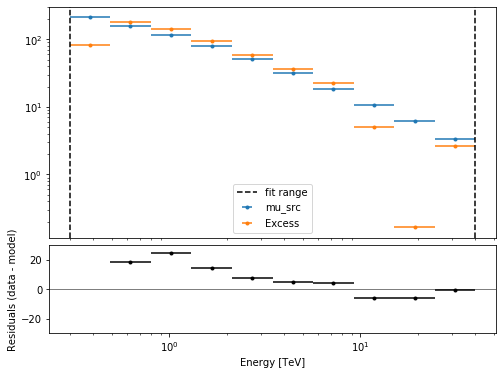 10²
10¹
10⁰
fit range
mu_src
Excess
Residuals (data - model)
20
0
−20
10⁰
10¹
Energy [TeV]